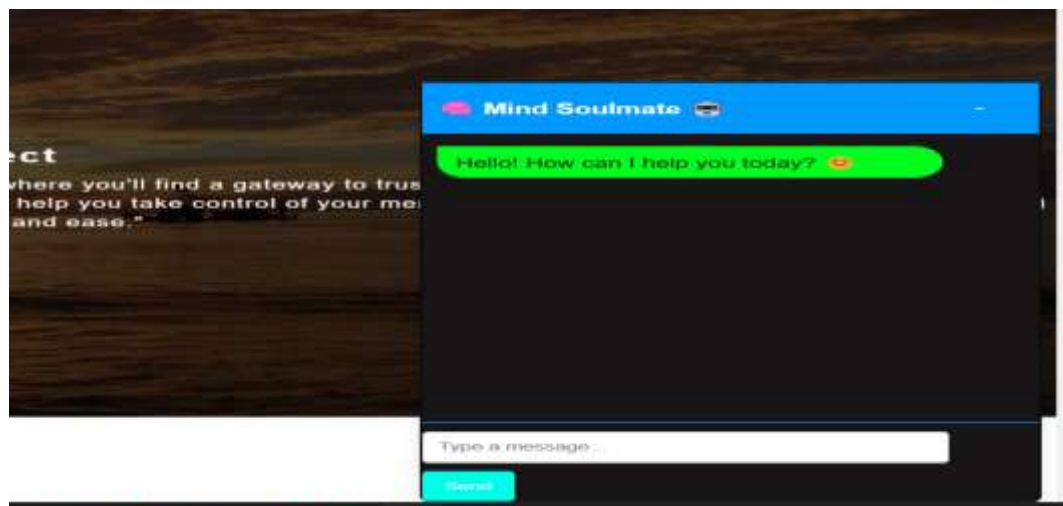 🧠 Mind Soulmate 🤖 -
Hello! How can I help you today? 😊
ect
where you'll find a gateway to trus
help you take control of your me
and ease."
Type a message...
Send